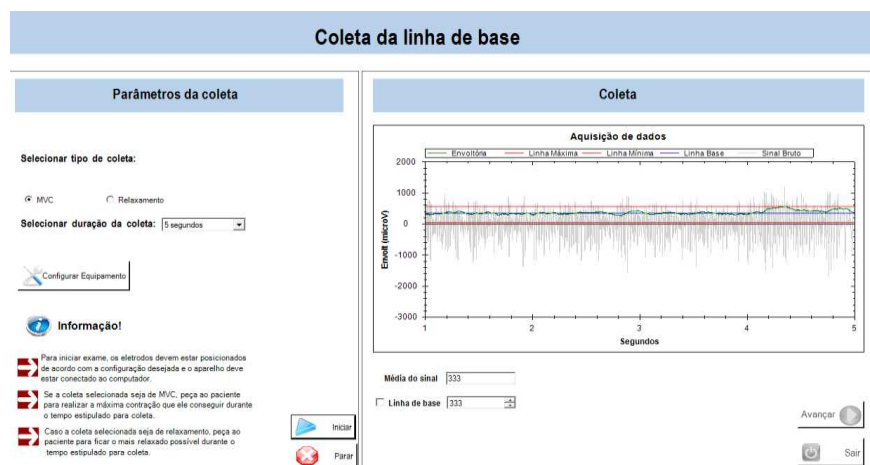 Coleta da linha de base
Parâmetros da coleta
Selecionar tipo de coleta:
MVC
Relaxamento
Selecionar duração da coleta:
5 segundos
Configurar Equipamento
Informação!
Para iniciar exame, os eletrodos devem estar posicionados
de acordo com a configuração desejada e o aparelho deve
estar conectado ao computador.
Se a coleta selecionada seja de MVC, peça ao paciente
para realizar a máxima contração que ele conseguir durante
o tempo estipulado para coleta.
Caso a coleta selecionada seja de relaxamento, peça ao
paciente para ficar o mais relaxado possível durante o
tempo estipulado para coleta.
Iniciar
Parar
Coleta
Aquisição de dados
Envoltória
Linha Máxima
Linha Mínima
Linha Base
Sinal Bruto
2000
1000
0
-1000
-2000
-3000
Envolt (microV)
1
2
3
4
5
Segundos
Média do sinal
333
Linha de base
333
Avançar
Sair